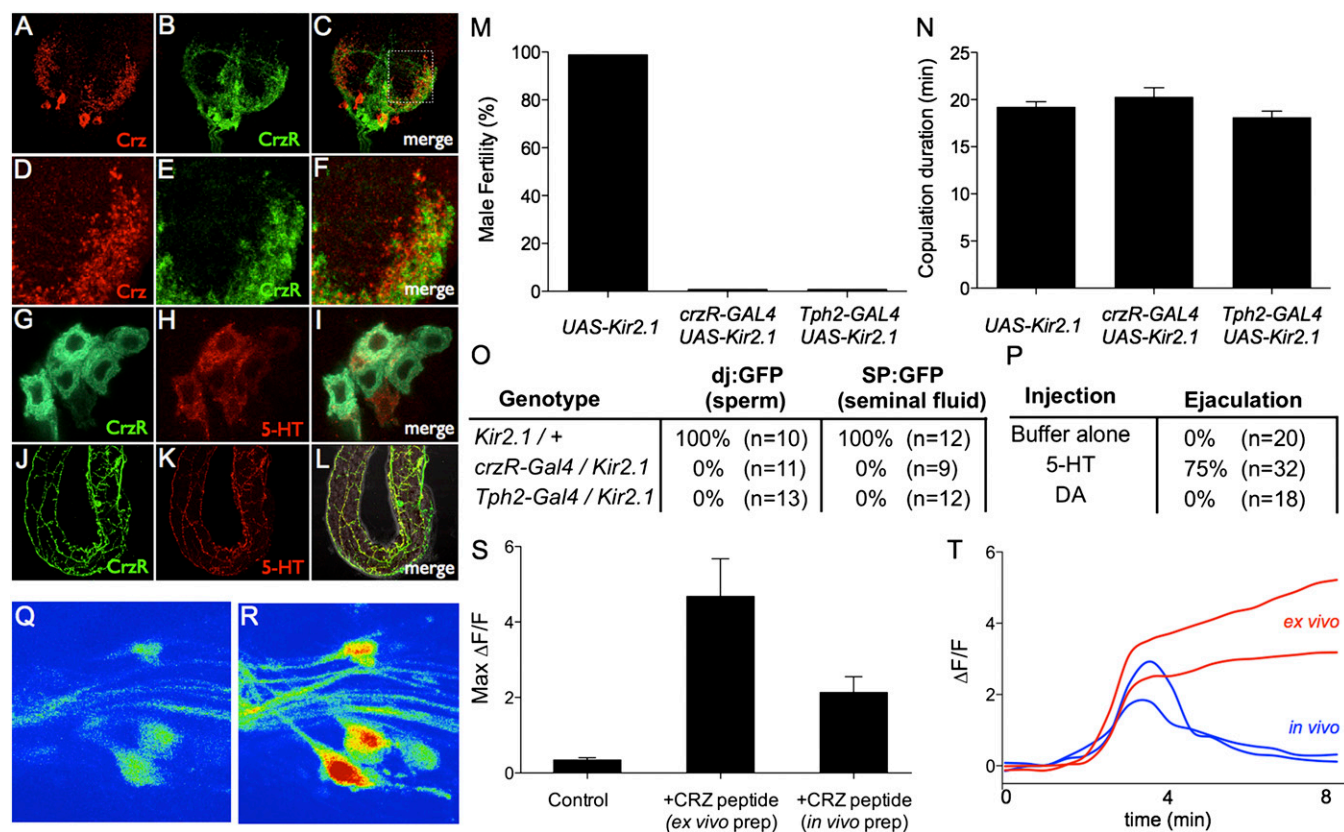 A
B
C
Crz
CrzR
merge
D
E
F
Crz
CrzR
merge
G
H
I
CrzR
5-HT
merge
J
K
L
CrzR
5-HT
merge
M
Male Fertility (%)
100
80
60
40
20
0
UAS-Kir2.1
crzR-GAL4
UAS-Kir2.1
Tph2-GAL4
UAS-Kir2.1
N
Copulation duration (min)
25
20
15
10
5
0
UAS-Kir2.1
crzR-GAL4
UAS-Kir2.1
Tph2-GAL4
UAS-Kir2.1
O
Genotype
dj:GFP
(sperm)
SP:GFP
(seminal fluid)
Kir2.1 / + 100% (n=10) 100% (n=12)
crzR-Gal4 / Kir2.1 0% (n=11) 0% (n=9)
Tph2-Gal4 / Kir2.1 0% (n=13) 0% (n=12)
P
Injection Ejaculation
Buffer alone 0% (n=20)
5-HT 75% (n=32)
DA 0% (n=18)
Q
R
S
Max ΔF/F
6
4
2
0
Control
+CRZ peptide
(ex vivo prep)
+CRZ peptide
(in vivo prep)
T
ΔF/F
6
4
2
0
ex vivo
in vivo
0 4 8
time (min)